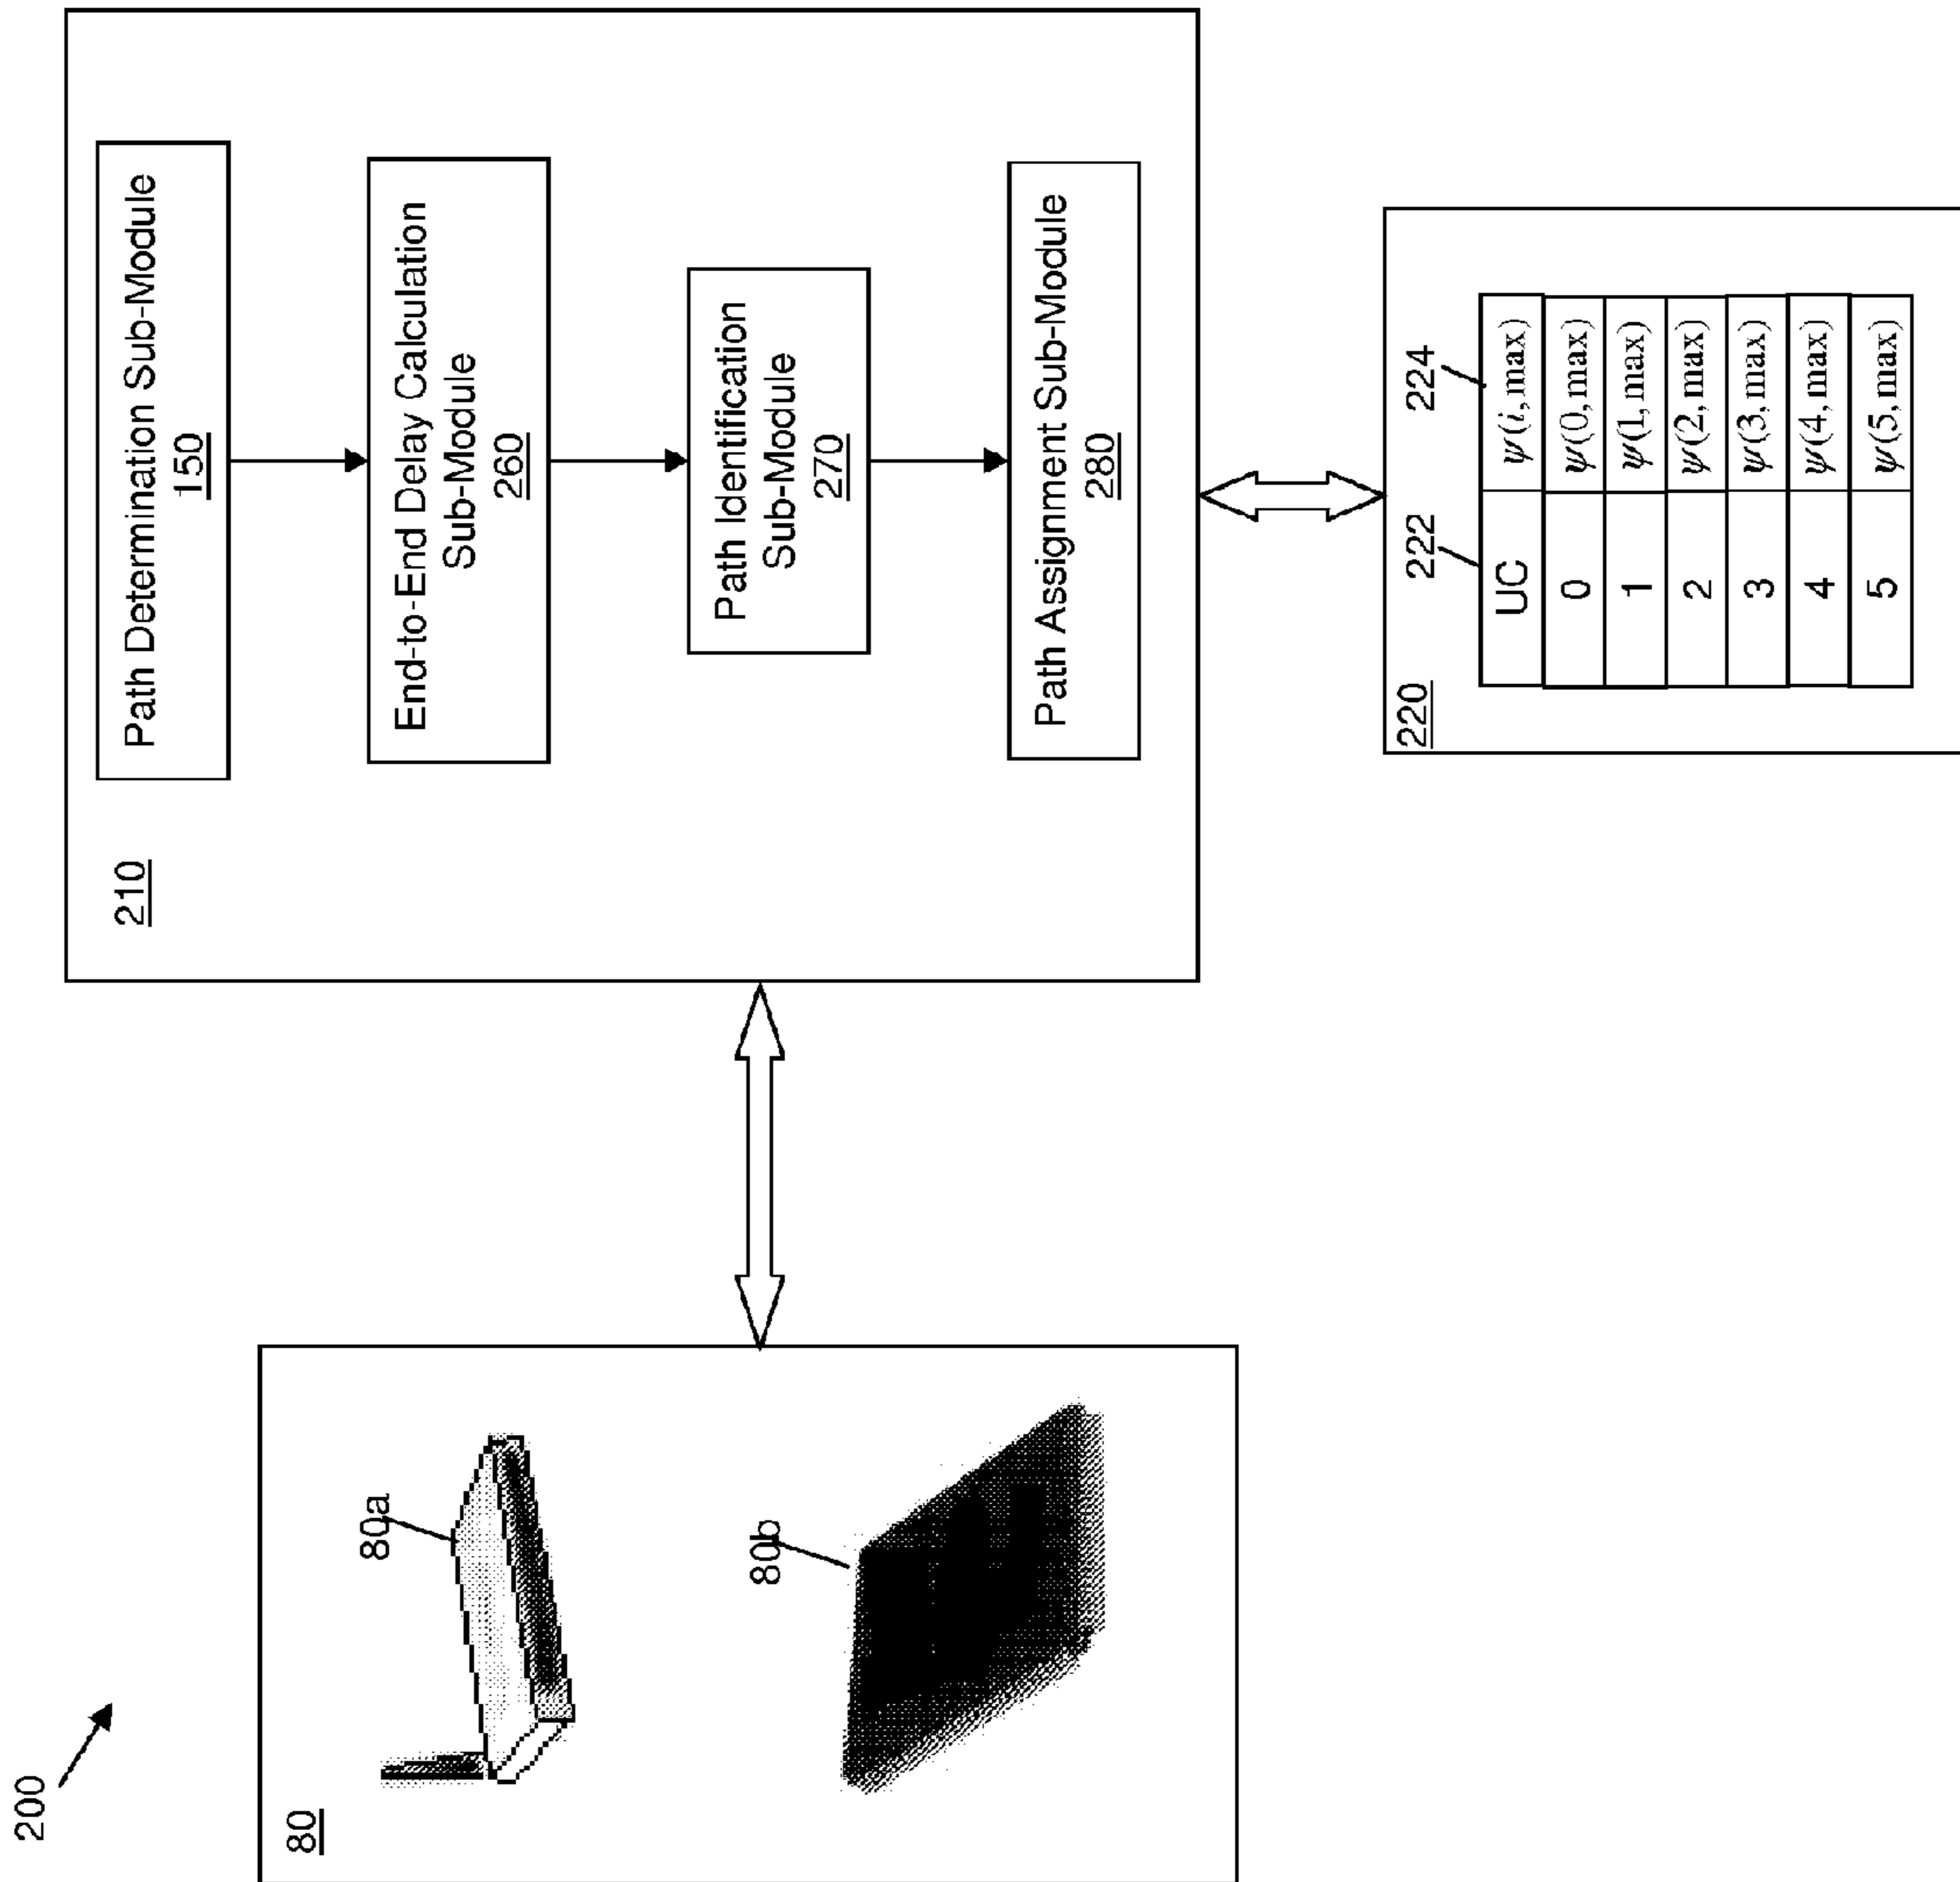 200
80
80a
80b
210
Path Determination Sub-Module
150
End-to-End Delay Calculation
Sub-Module
260
Path Identification
Sub-Module
270
Path Assignment Sub-Module
280
220
222
224
UC ψ(i,max)
0 ψ(0,max)
1 ψ(1,max)
2 ψ(2,max)
3 ψ(3,max)
4 ψ(4,max)
5 ψ(5,max)